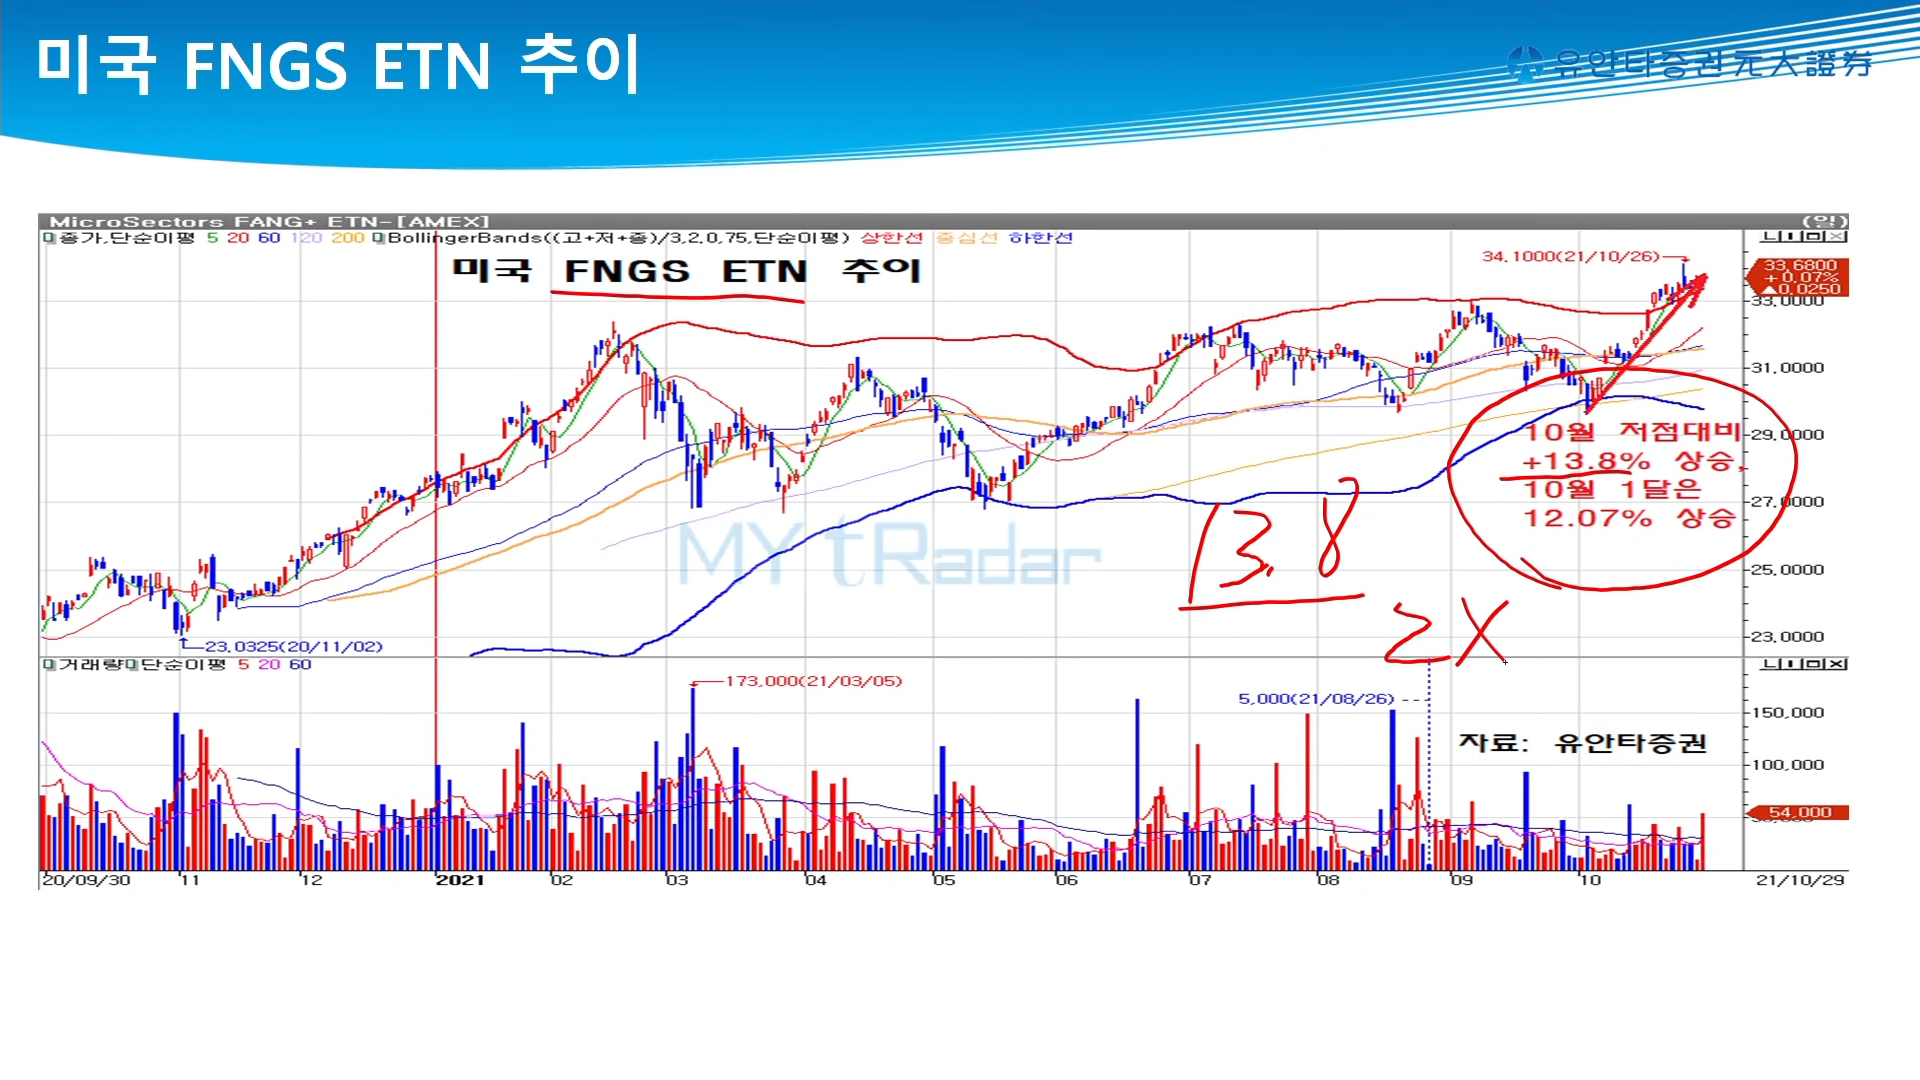 미국 FNGS ETN 추이
유안타증권 元大證券
MicroSectors FANG+ ETN-[AMEX] (일)
종가,단순이평 5 20 60 120 200 BollingerBands((고+저+종)/3,2,0,75,단순이평) 상한선 중심선 하한선
미국 FNGS ETN 추이
34,1000(21/10/26)
33,6800
+0,07%
▲0,0250
33,0000
31,0000
29,0000
27,0000
25,0000
23,0000
10월 저점대비
+13.8% 상승,
10월 1달은
12.07% 상승
MY tRadar
13.8
2X
23,0325(20/11/02)
거래량 단순이평 5 20 60
173,000(21/03/05)
5,000(21/08/26)
자료: 유안타증권
150,000
100,000
54,000
20/09/30 11 12 2021 02 03 04 05 06 07 08 09 10 21/10/29